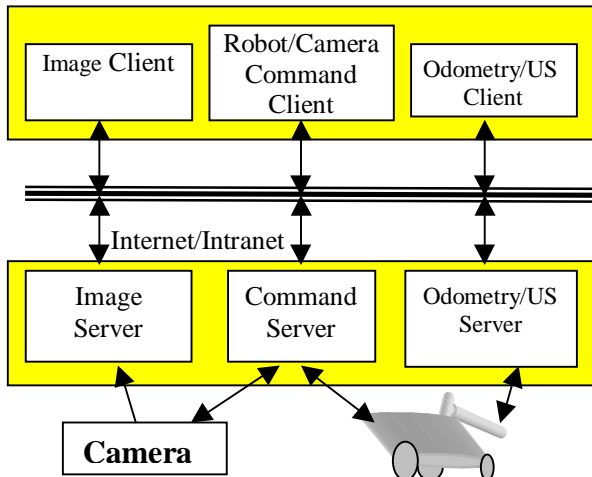 Image Client
Robot/Camera
Command
Client
Odometry/US
Client
Internet/Intranet
Image
Server
Command
Server
Odometry/US
Server
Camera